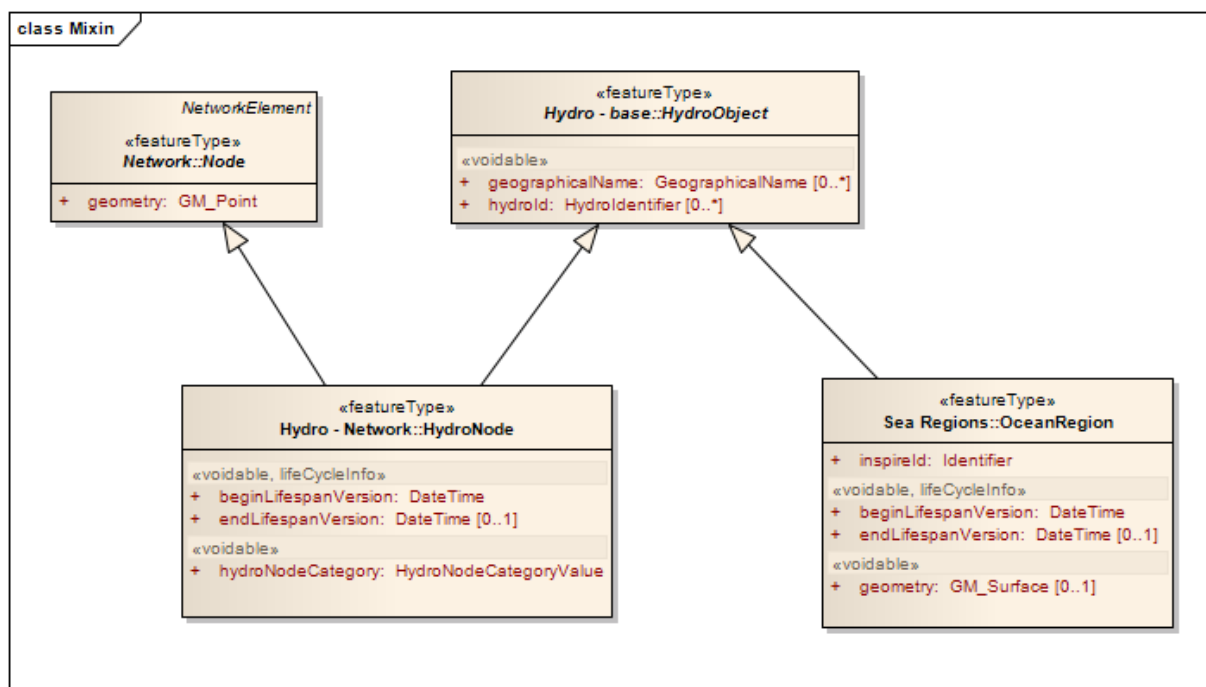 class Mixin
NetworkElement
«featureType»
Network::Node
+ geometry: GM_Point
«featureType»
Hydro - base::HydroObject
«voidable»
+ geographicalName: GeographicalName [0..*]
+ hydroId: HydroIdentifier [0..*]
«featureType»
Hydro - Network::HydroNode
«voidable, lifeCycleInfo»
+ beginLifespanVersion: DateTime
+ endLifespanVersion: DateTime [0..1]
«voidable»
+ hydroNodeCategory: HydroNodeCategoryValue
«featureType»
Sea Regions::OceanRegion
+ inspireId: Identifier
«voidable, lifeCycleInfo»
+ beginLifespanVersion: DateTime
+ endLifespanVersion: DateTime [0..1]
«voidable»
+ geometry: GM_Surface [0..1]